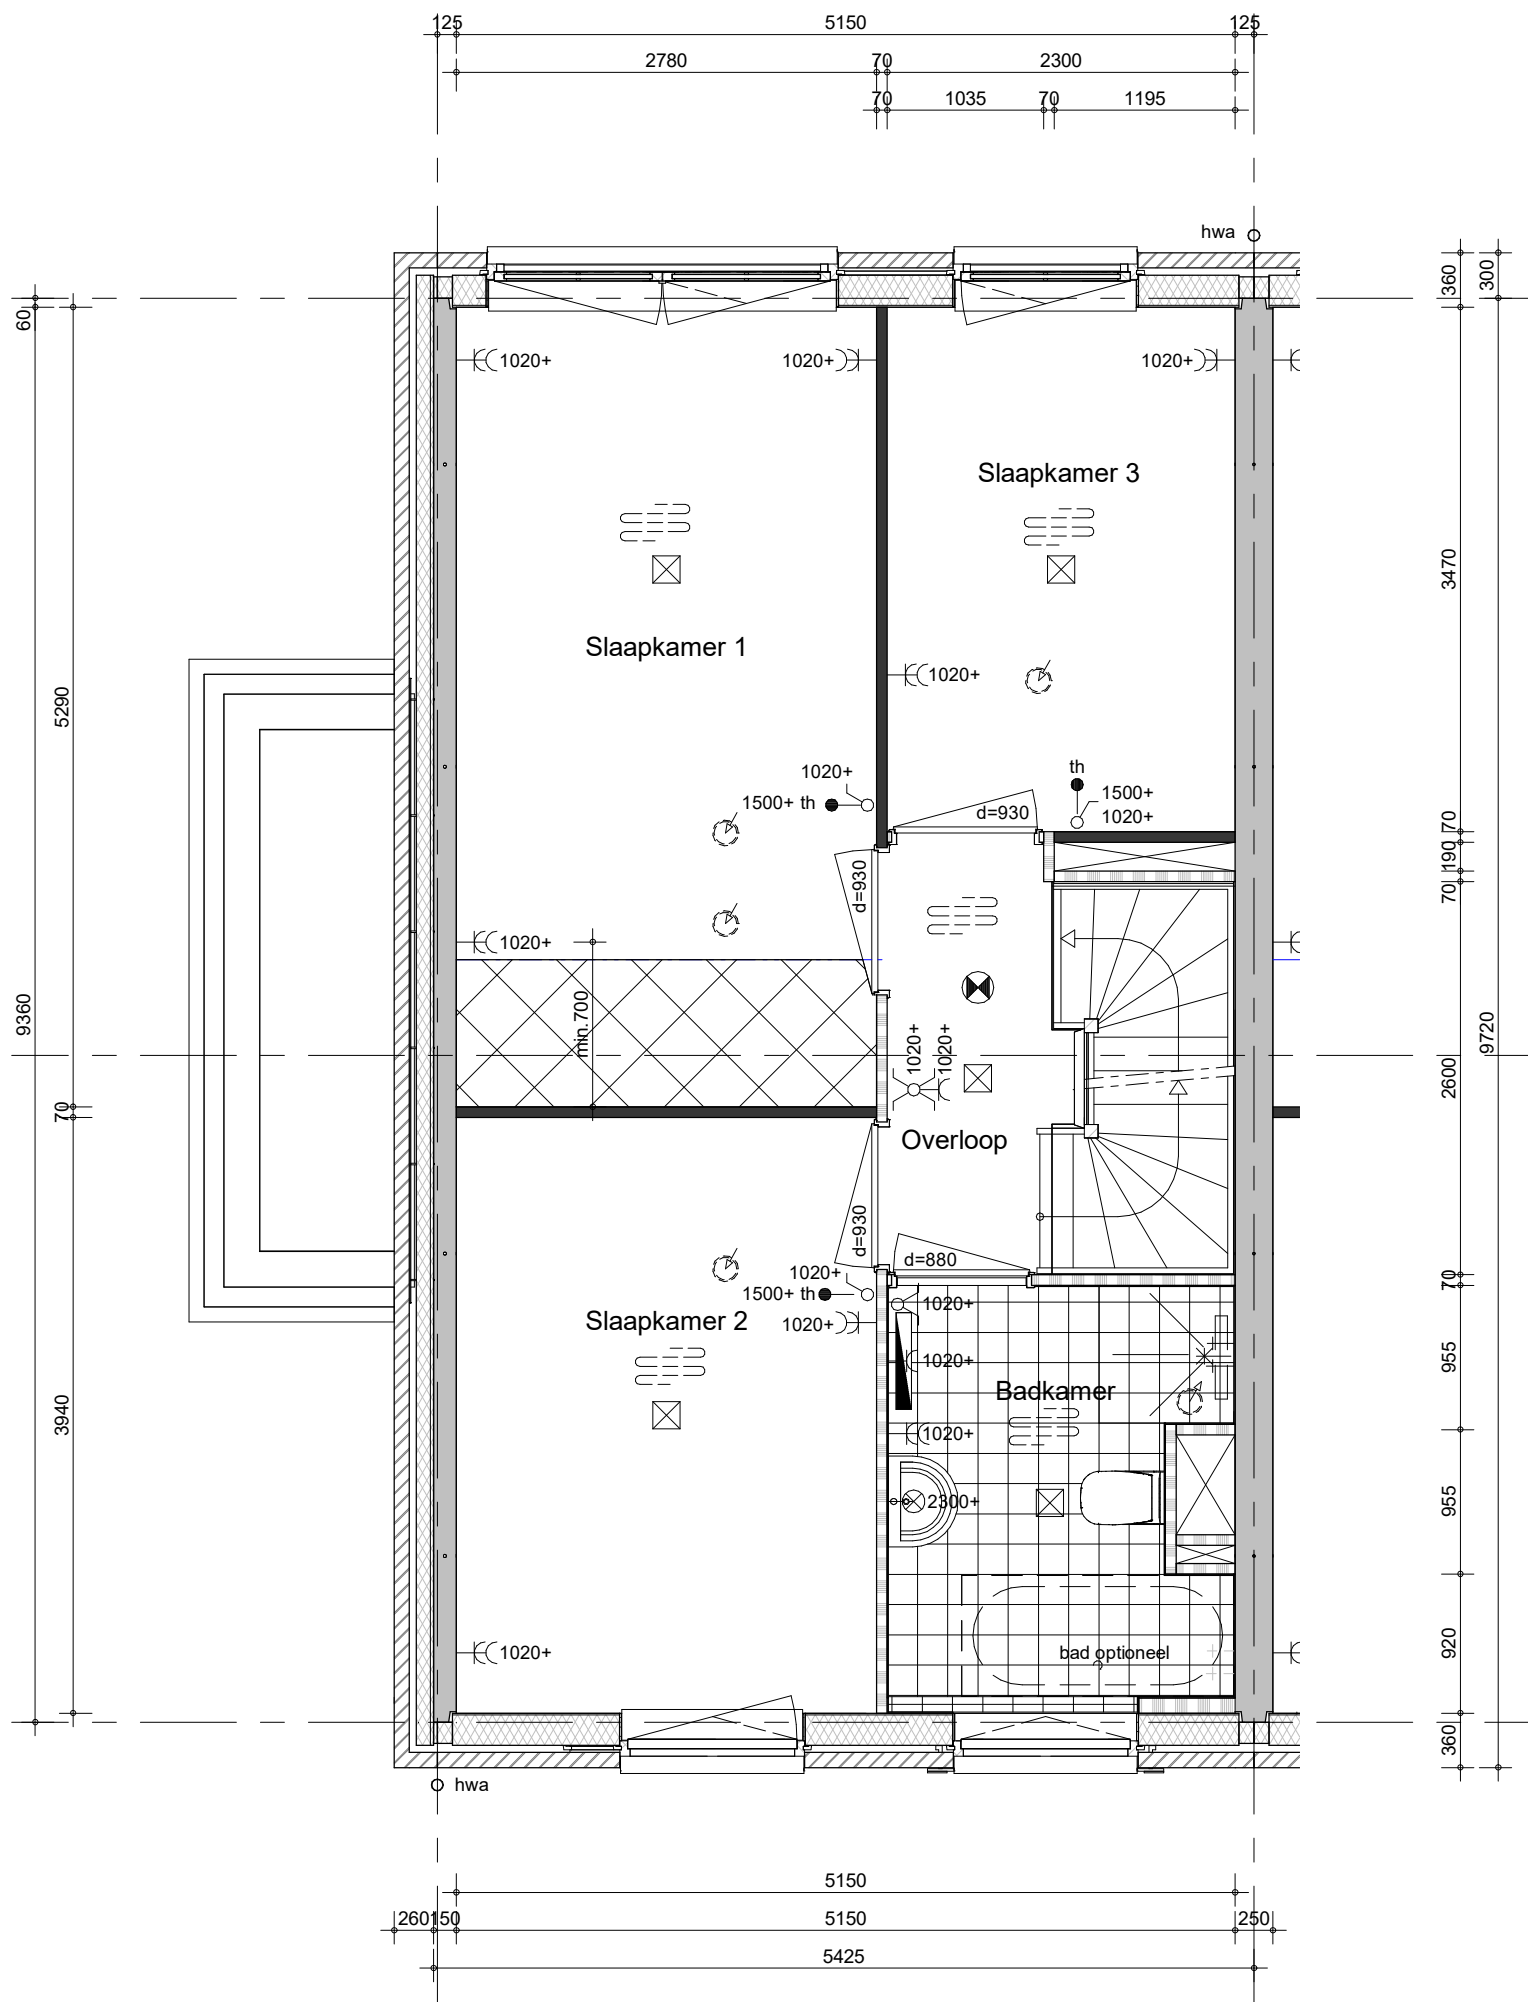 125 5150 125
2780 70 2300
70 1035 70 1195
hwa
360 300
60
1020+ 1020+ 1020+
Slaapkamer 3
3470
Slaapkamer 1
1020+
5290
th
1020+
1500+ th
1500+
1020+
d=930
70
190
70
d=930
1020+
min.700
9360
1020+
1020+
9720
2600
70
Overloop
d=930
d=880
70
1020+
1500+ th
1020+
1020+
Slaapkamer 2
1020+
955
Badkamer
3940
1020+
2300+
955
1020+
bad optioneel
920
360
hwa
5150
260 150 5150 250
5425